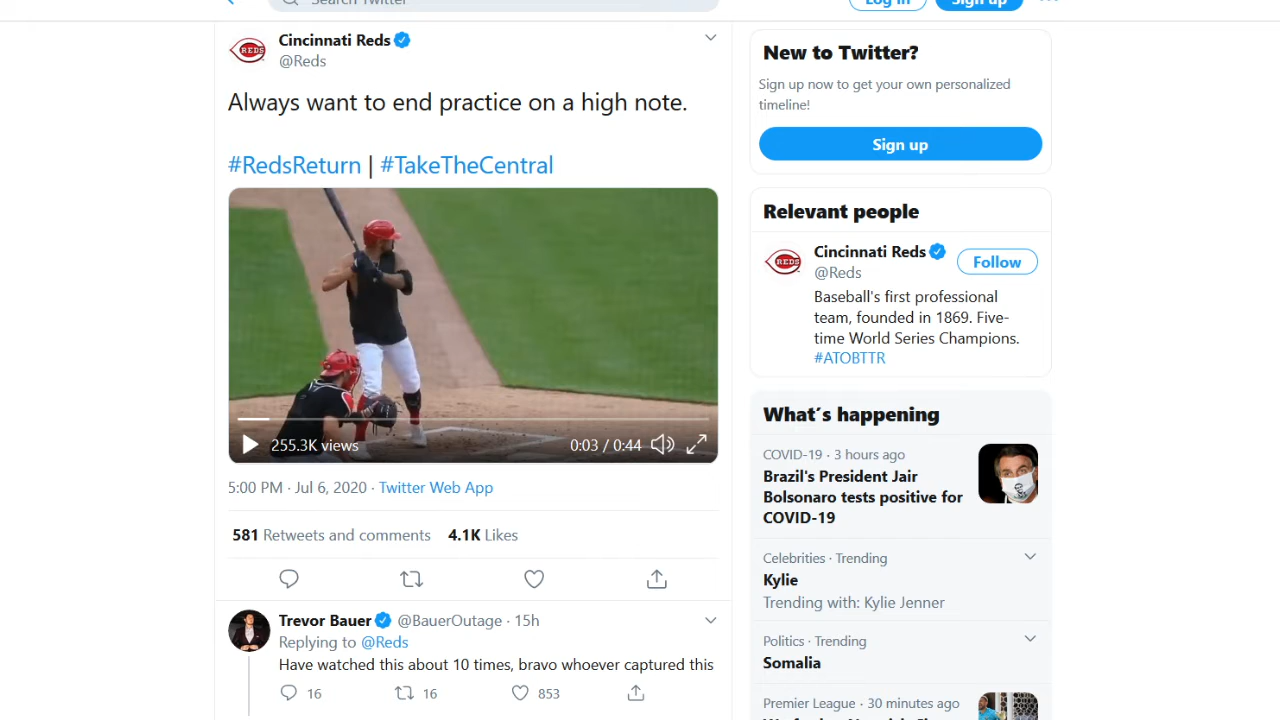 Search Twitter
Log in
Sign up
Cincinnati Reds
@Reds
Always want to end practice on a high note.
#RedsReturn | #TakeTheCentral
255.3K views
0:03 / 0:44
5:00 PM · Jul 6, 2020 · Twitter Web App
581 Retweets and comments 4.1K Likes
Trevor Bauer @BauerOutage · 15h
Replying to @Reds
Have watched this about 10 times, bravo whoever captured this
16 16 853
New to Twitter?
Sign up now to get your own personalized
timeline!
Sign up
Relevant people
Cincinnati Reds
@Reds
Follow
Baseball's first professional
team, founded in 1869. Five-
time World Series Champions.
#ATOBTTR
What's happening
COVID-19 · 3 hours ago
Brazil's President Jair
Bolsonaro tests positive for
COVID-19
Celebrities · Trending
Kylie
Trending with: Kylie Jenner
Politics · Trending
Somalia
Premier League · 30 minutes ago
REDS
REDS